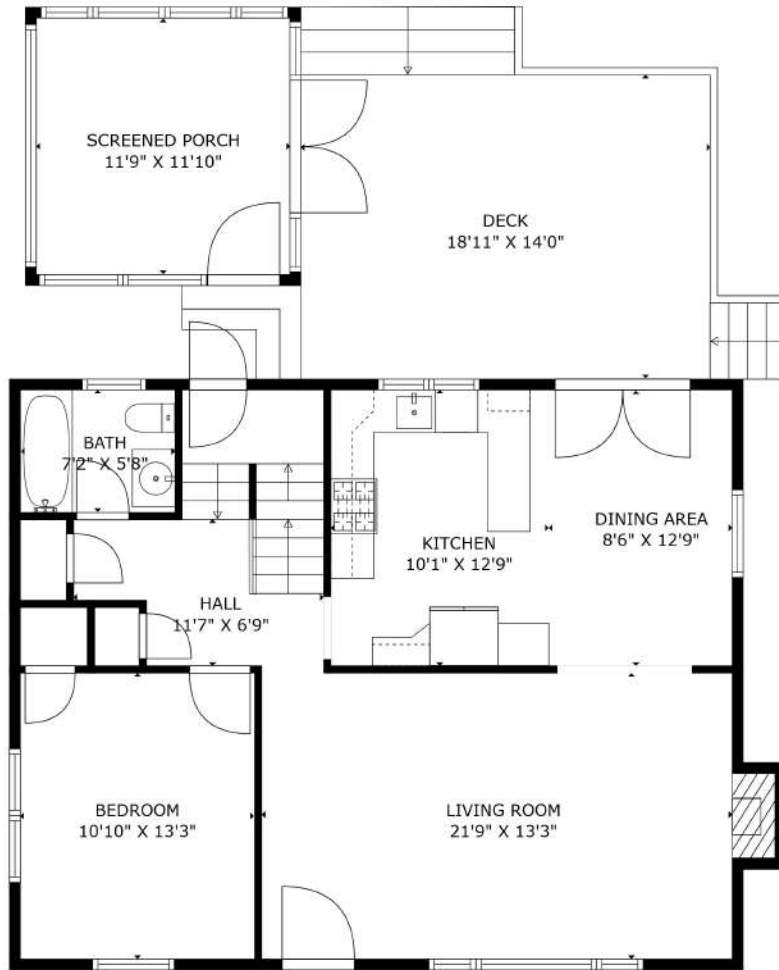 SCREENED PORCH
11'9" X 11'10"
DECK
18'11" X 14'0"
BATH
7'2" X 5'8"
KITCHEN
10'1" X 12'9"
DINING AREA
8'6" X 12'9"
HALL
11'7" X 6'9"
BEDROOM
10'10" X 13'3"
LIVING ROOM
21'9" X 13'3"